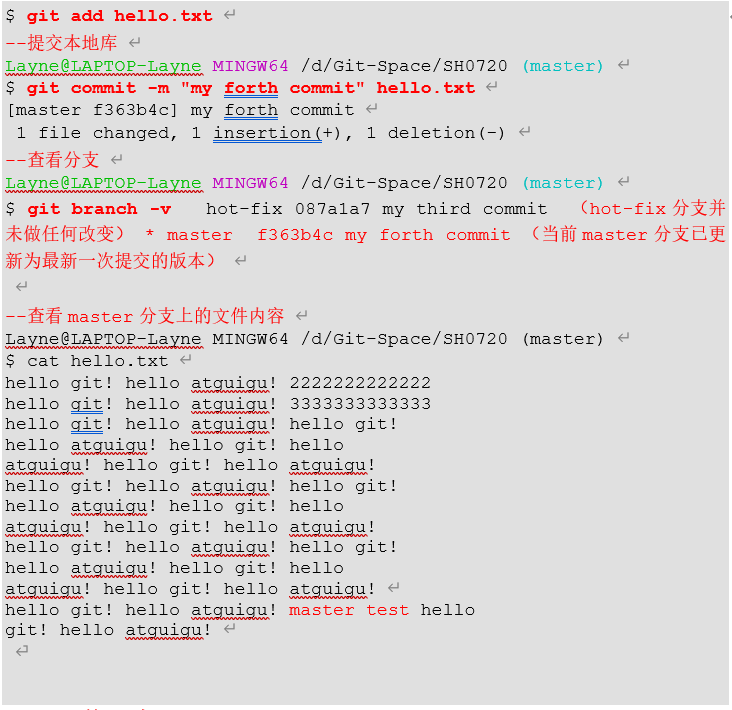 $ git add hello.txt
--提交本地库
Layne@LAPTOP-Layne MINGW64 /d/Git-Space/SH0720 (master)
$ git commit -m "my forth commit" hello.txt
[master f363b4c] my forth commit
1 file changed, 1 insertion(+), 1 deletion(-)
--查看分支
Layne@LAPTOP-Layne MINGW64 /d/Git-Space/SH0720 (master)
$ git branch -v hot-fix 087a1a7 my third commit （hot-fix 分支并
未做任何改变） * master f363b4c my forth commit （当前 master 分支已更
新为最新一次提交的版本）
--查看 master 分支上的文件内容
Layne@LAPTOP-Layne MINGW64 /d/Git-Space/SH0720 (master)
$ cat hello.txt
hello git! hello atguigu! 2222222222222
hello git! hello atguigu! 3333333333333
hello git! hello atguigu! hello git!
hello atguigu! hello git! hello
atguigu! hello git! hello atguigu!
hello git! hello atguigu! hello git!
hello atguigu! hello git! hello
atguigu! hello git! hello atguigu!
hello git! hello atguigu! hello git!
hello atguigu! hello git! hello
atguigu! hello git! hello atguigu!
hello git! hello atguigu! master test hello
git! hello atguigu!